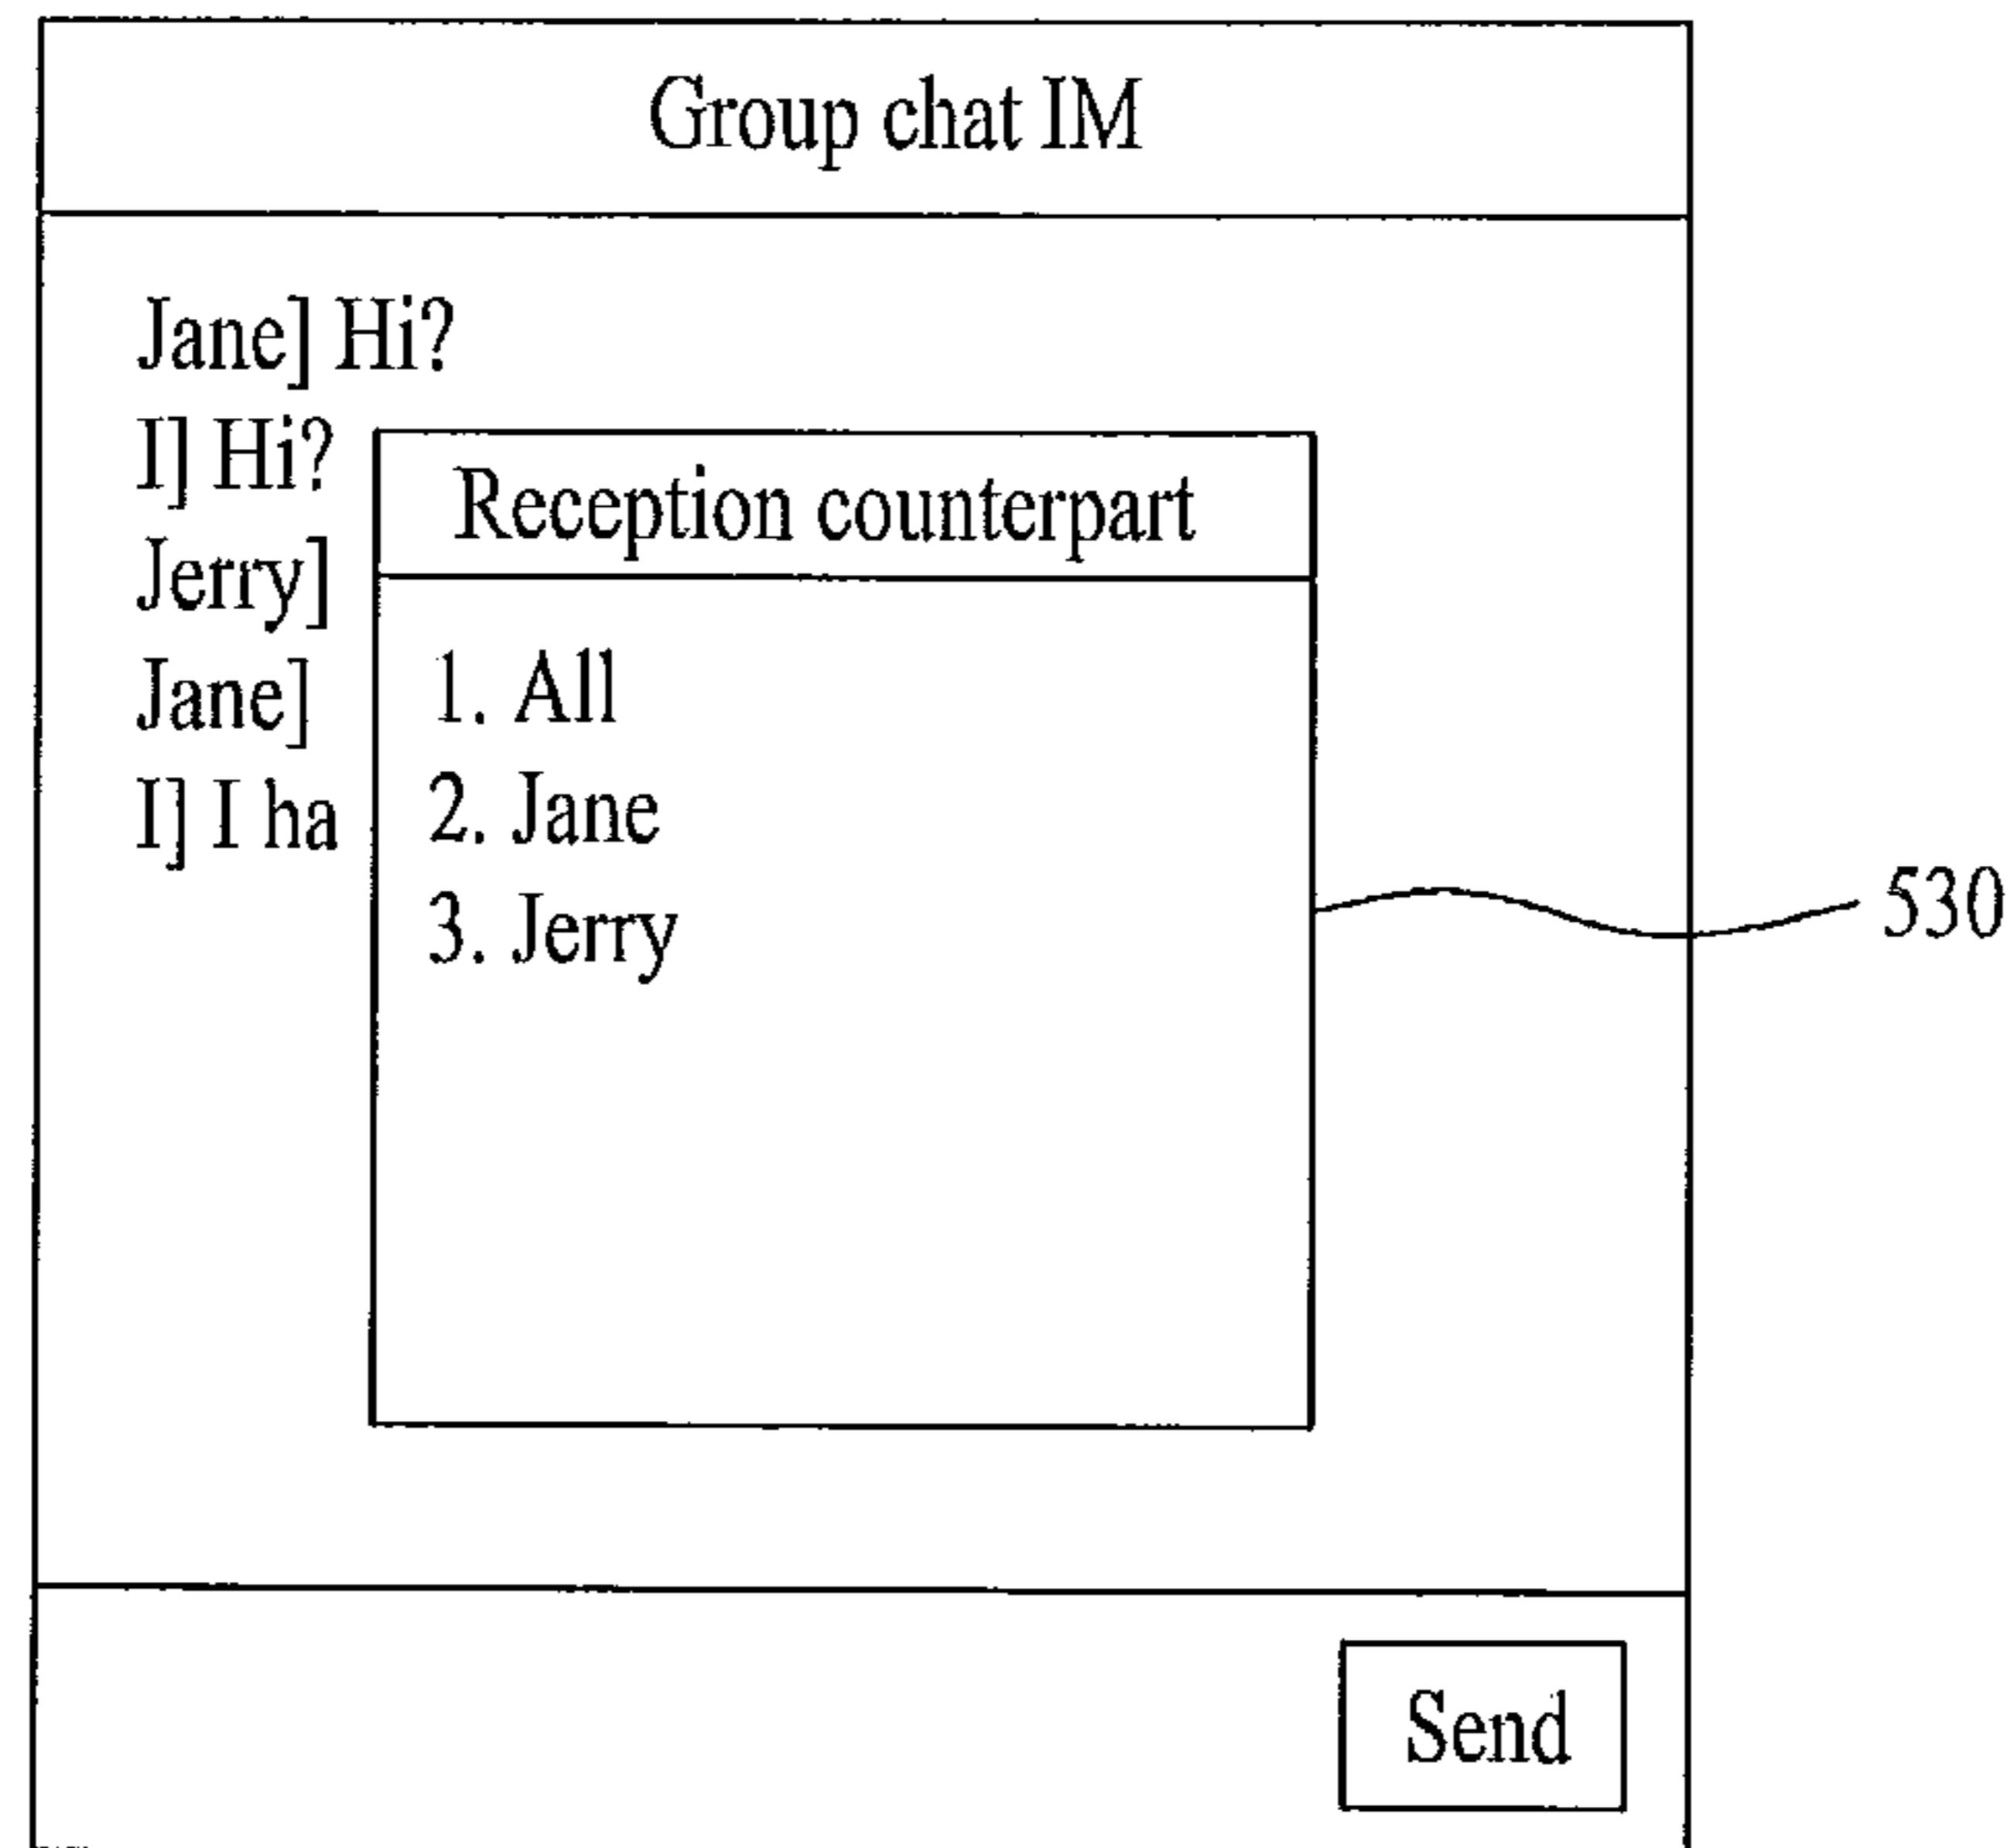 Group chat IM
Jane] Hi?
I] Hi?
Jerry]
Jane]
I] I ha
Reception counterpart
1. All
2. Jane
3. Jerry
530
Send